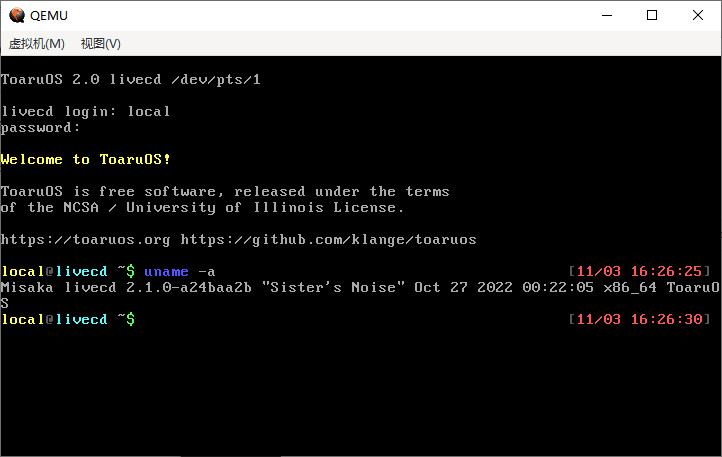 QEMU
虚拟机(M) 视图(V)
ToaruOS 2.0 livecd /dev/pts/1
livecd login: local
password:
Welcome to ToaruOS!
ToaruOS is free software, released under the terms
of the NCSA / University of Illinois License.
https://toaruos.org https://github.com/klange/toaruos
local@livecd ~$ uname -a [11/03 16:26:25]
Misaka livecd 2.1.0-a24baa2b "Sister's Noise" Oct 27 2022 00:22:05 x86_64 ToaruO
S
local@livecd ~$ [11/03 16:26:30]